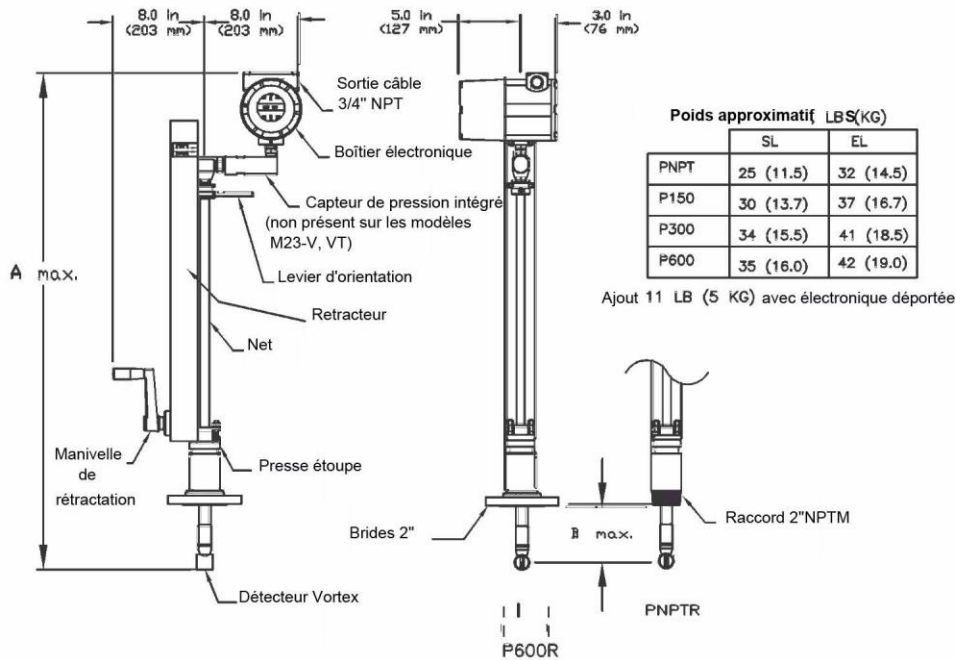 8.0 In 8.0 In
(203 mm) (203 mm)
5.0 In
(127 mm)
3.0 In
(76 mm)
Sortie câble
3/4" NPT
Boîtier électronique
Capteur de pression intégré
(non présent sur les modèles
M23-V, VT)
Levier d'orientation
A max.
Retracteur
Net
Manivelle
de
rétractation
Presse étoupe
Détecteur Vortex
Brides 2"
B max.
Raccord 2"NPTM
PNPTR
P600R
Poids approximatif LBS(KG)
SL EL
PNPT 25 (11.5) 32 (14.5)
P150 30 (13.7) 37 (16.7)
P300 34 (15.5) 41 (18.5)
P600 35 (16.0) 42 (19.0)
Ajout 11 LB (5 KG) avec électronique déportée